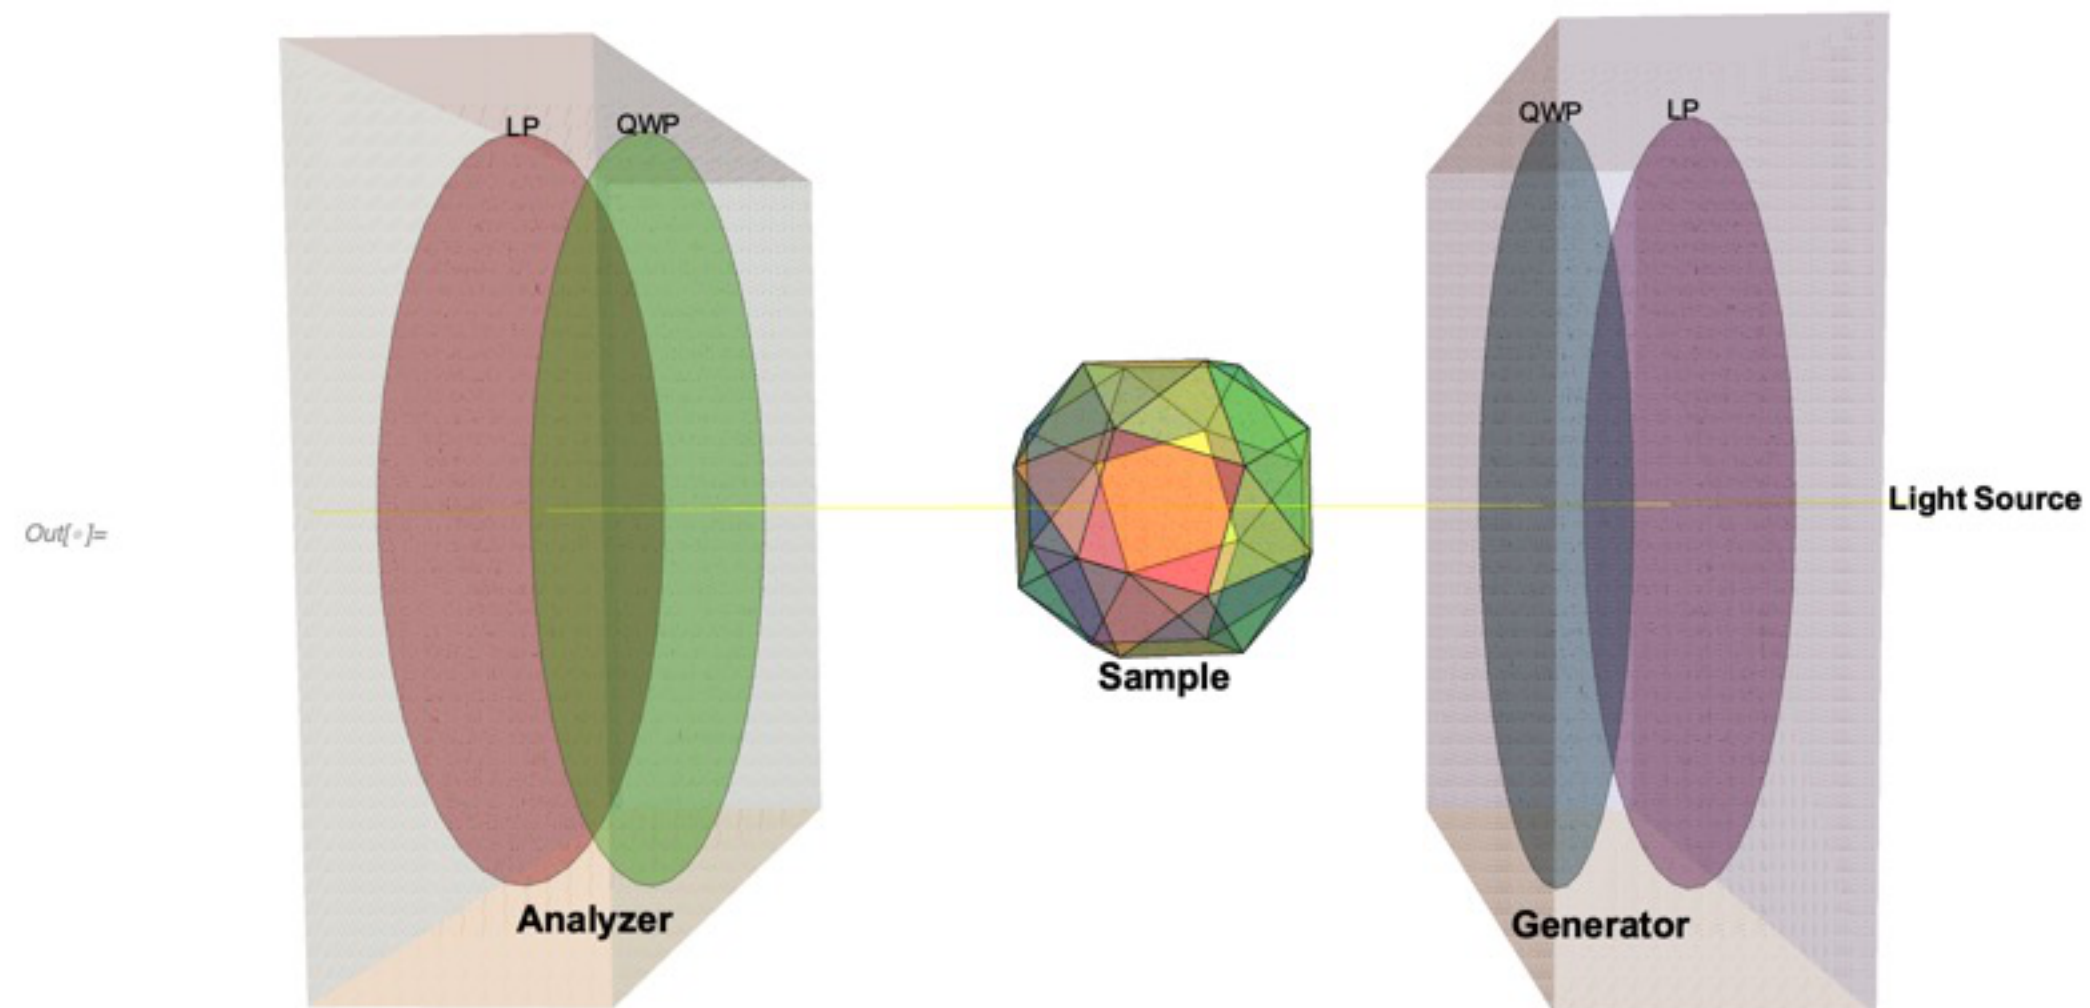 LP
QWP
QWP
LP
Light Source
Out[∘]=
Sample
Analyzer
Generator